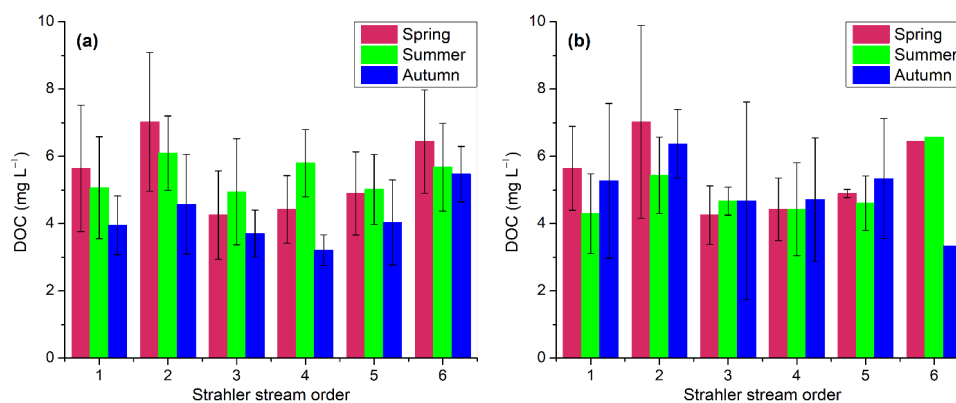 (a)
Spring
Summer
Autumn
10
8
6
4
2
0
DOC (mg L⁻¹)
1 2 3 4 5 6
Strahler stream order
(b)
Spring
Summer
Autumn
10
8
6
4
2
0
DOC (mg L⁻¹)
1 2 3 4 5 6
Strahler stream order